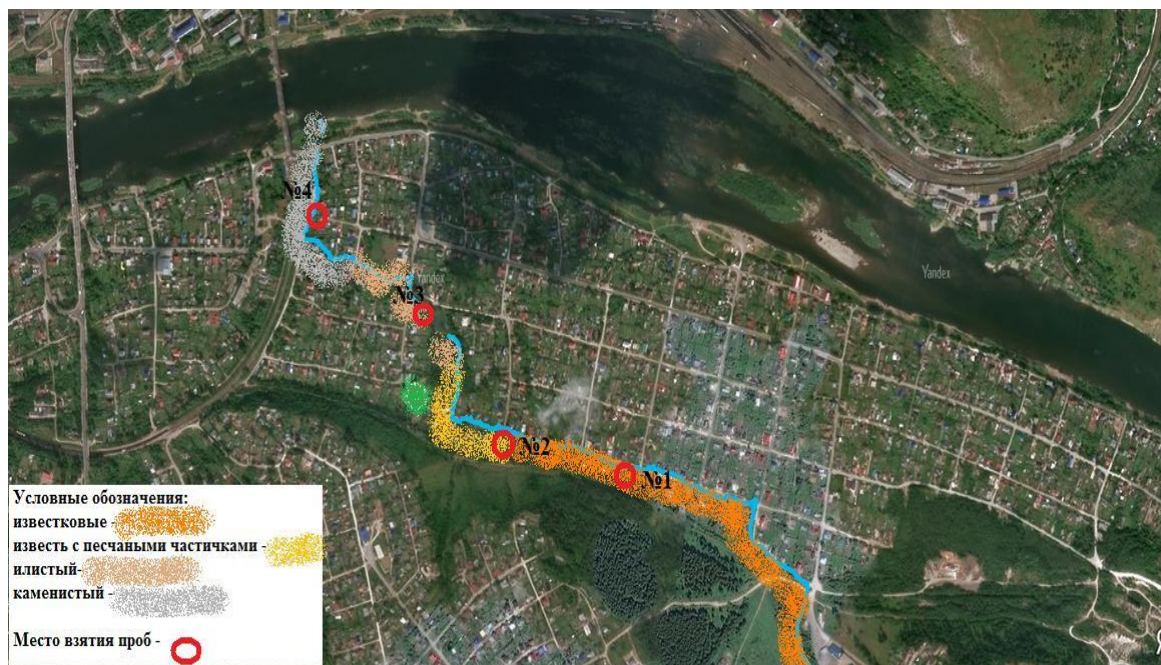 №4
Yandex
Yandex
№3
№2
№1
Условные обозначения:
известковые -
известь с песчаными частичками -
илистый-
каменистый -
Место взятия проб -